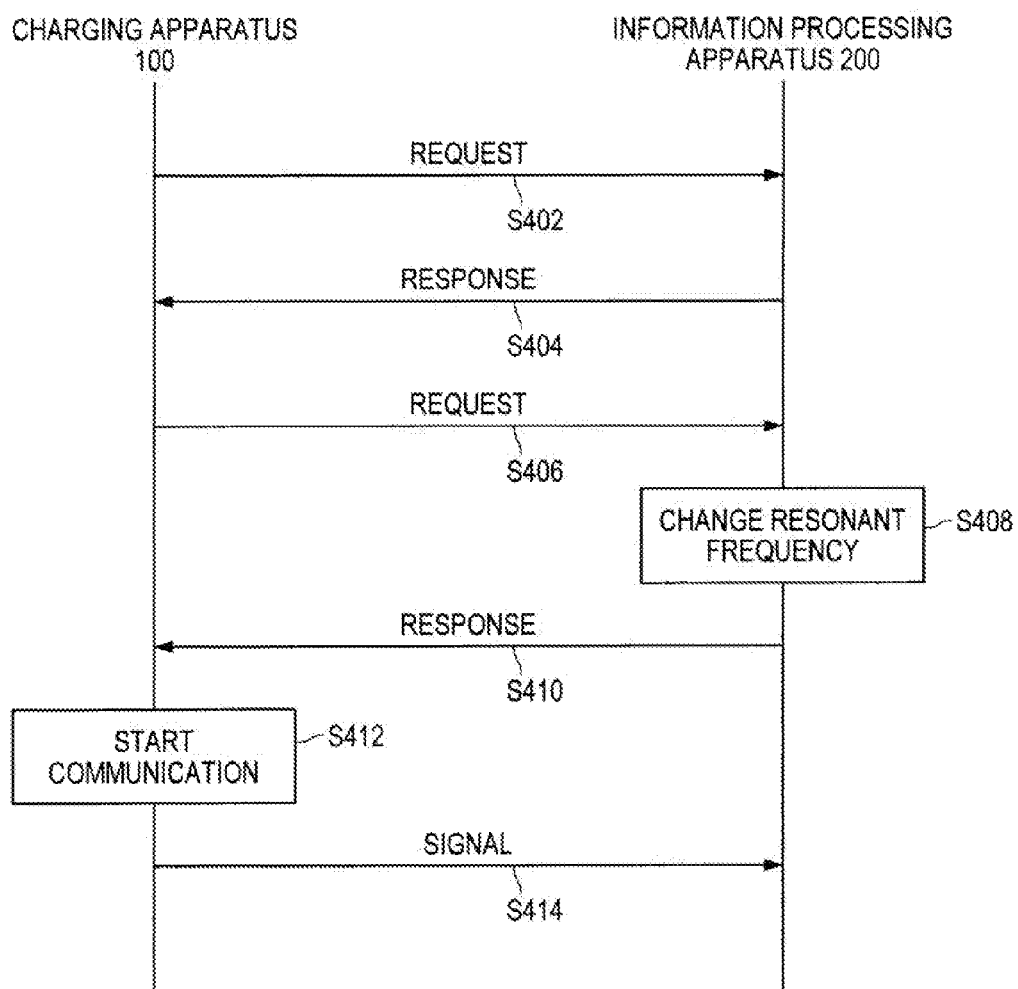 CHARGING APPARATUS
100
INFORMATION PROCESSING
APPARATUS 200
REQUEST
S402
RESPONSE
S404
REQUEST
S406
CHANGE RESONANT
FREQUENCY
S408
RESPONSE
S410
START
COMMUNICATION
S412
SIGNAL
S414